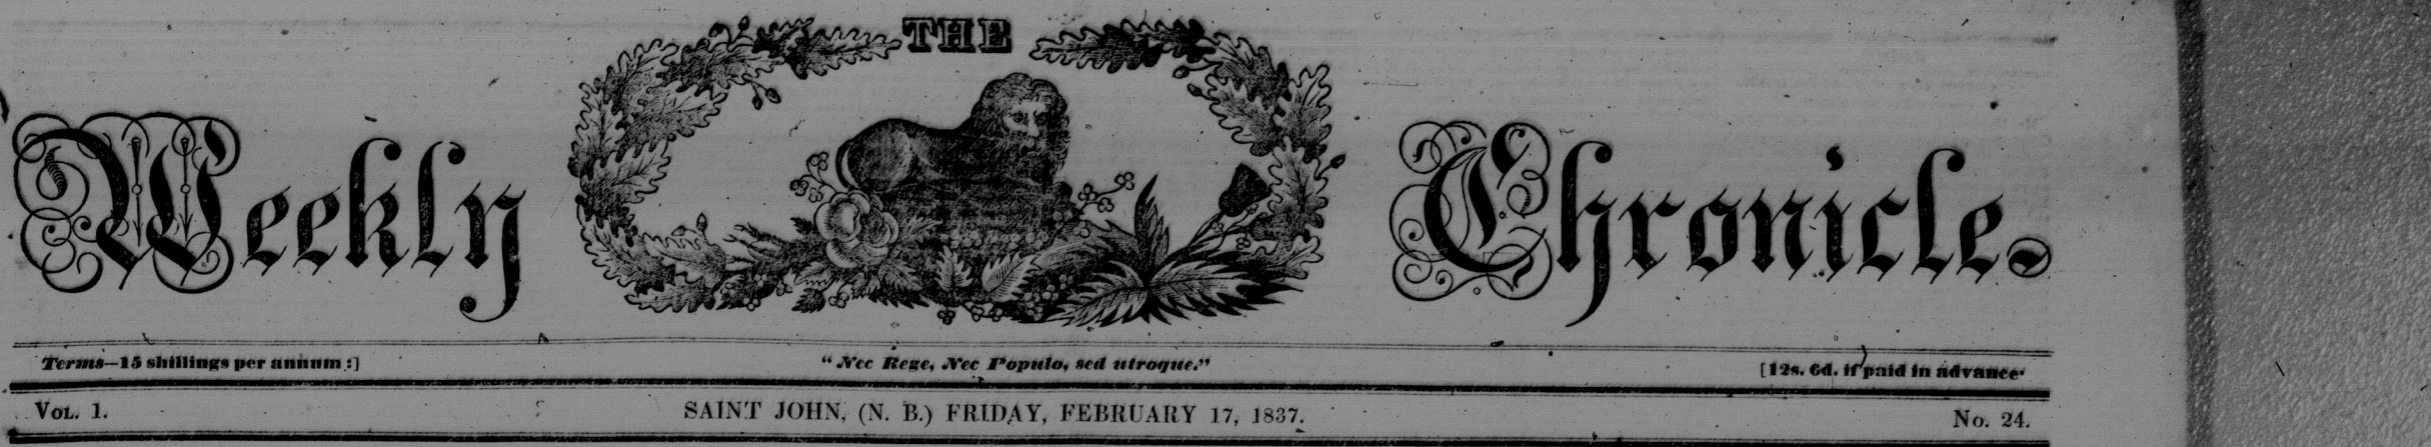 THE
Weekly Chronicle.
Terms—15 shillings per annum:] "Nec Rege, Nec Populo, sed utroque." [12s. 6d. if paid in advance.
VOL. 1. SAINT JOHN, (N. B.) FRIDAY, FEBRUARY 17, 1837. No. 24.